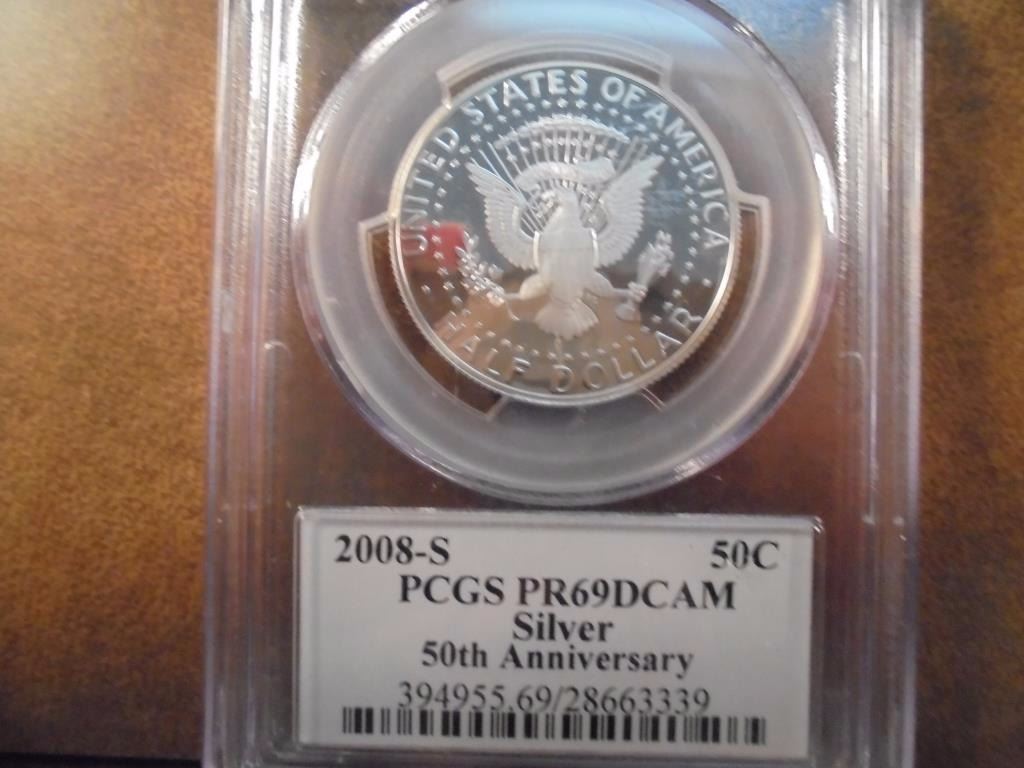 UNITED STATES OF AMERICA
HALF DOLLAR
2008-S 50C
PCGS PR69DCAM
Silver
50th Anniversary
394955.69/28663339